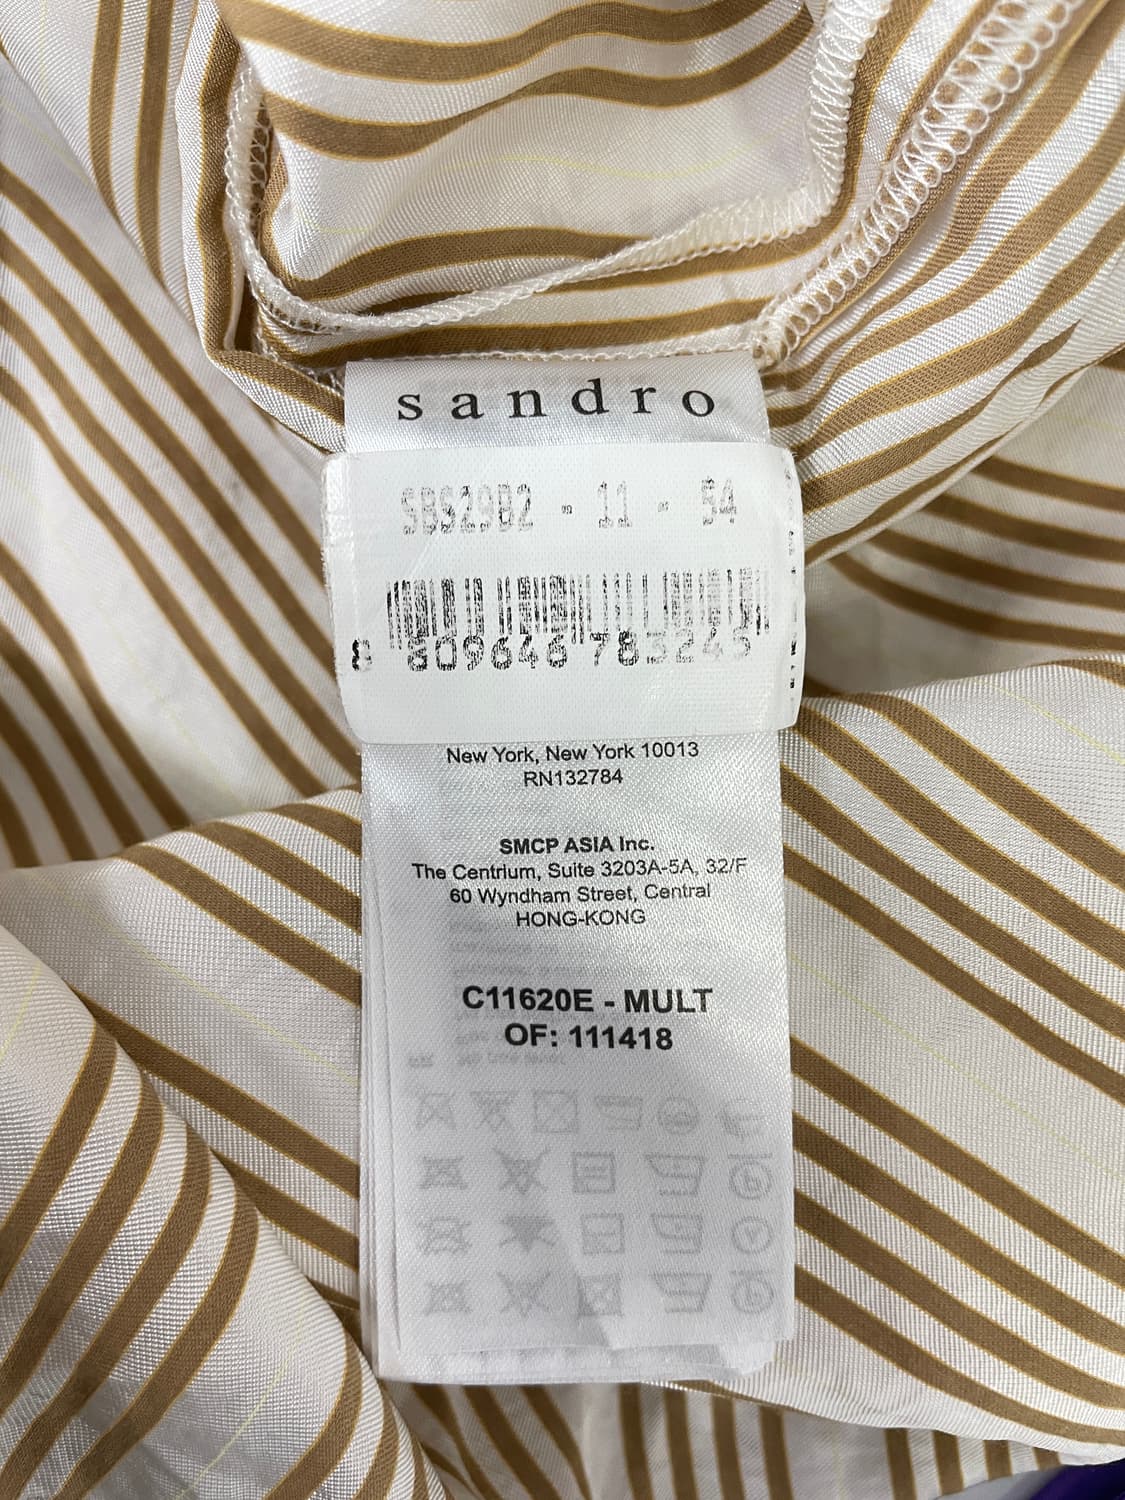 sandro
SBS29B2 - 11 - 54
8 809646 783245
New York, New York 10013
RN132784
SMCP ASIA Inc.
The Centrium, Suite 3203A-5A, 32/F
60 Wyndham Street, Central
HONG-KONG
C11620E - MULT
OF: 111418